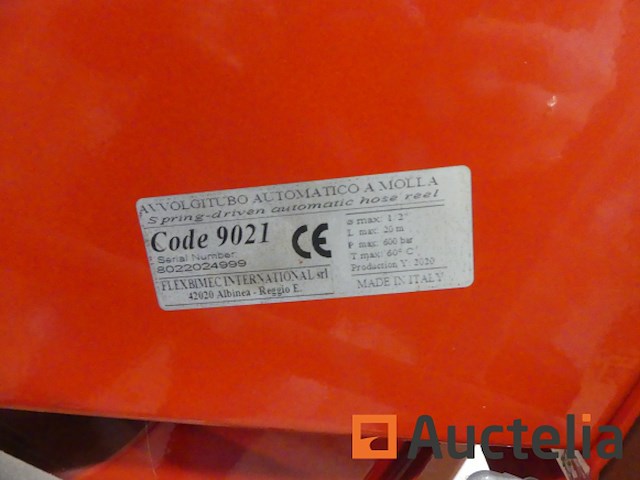 AVVOLGITUBO AUTOMATICO A MOLLA
Spring-driven automatic hose reel
Code 9021
Serial Number:
8022024999
CE
FLEXBIMEC INTERNATIONAL srl
42020 Albinea - Reggio E.
ø max: 1/2"
L max: 20 m
P max: 600 bar
T max: 60° C
Production Y: 2020
MADE IN ITALY
Auctelia